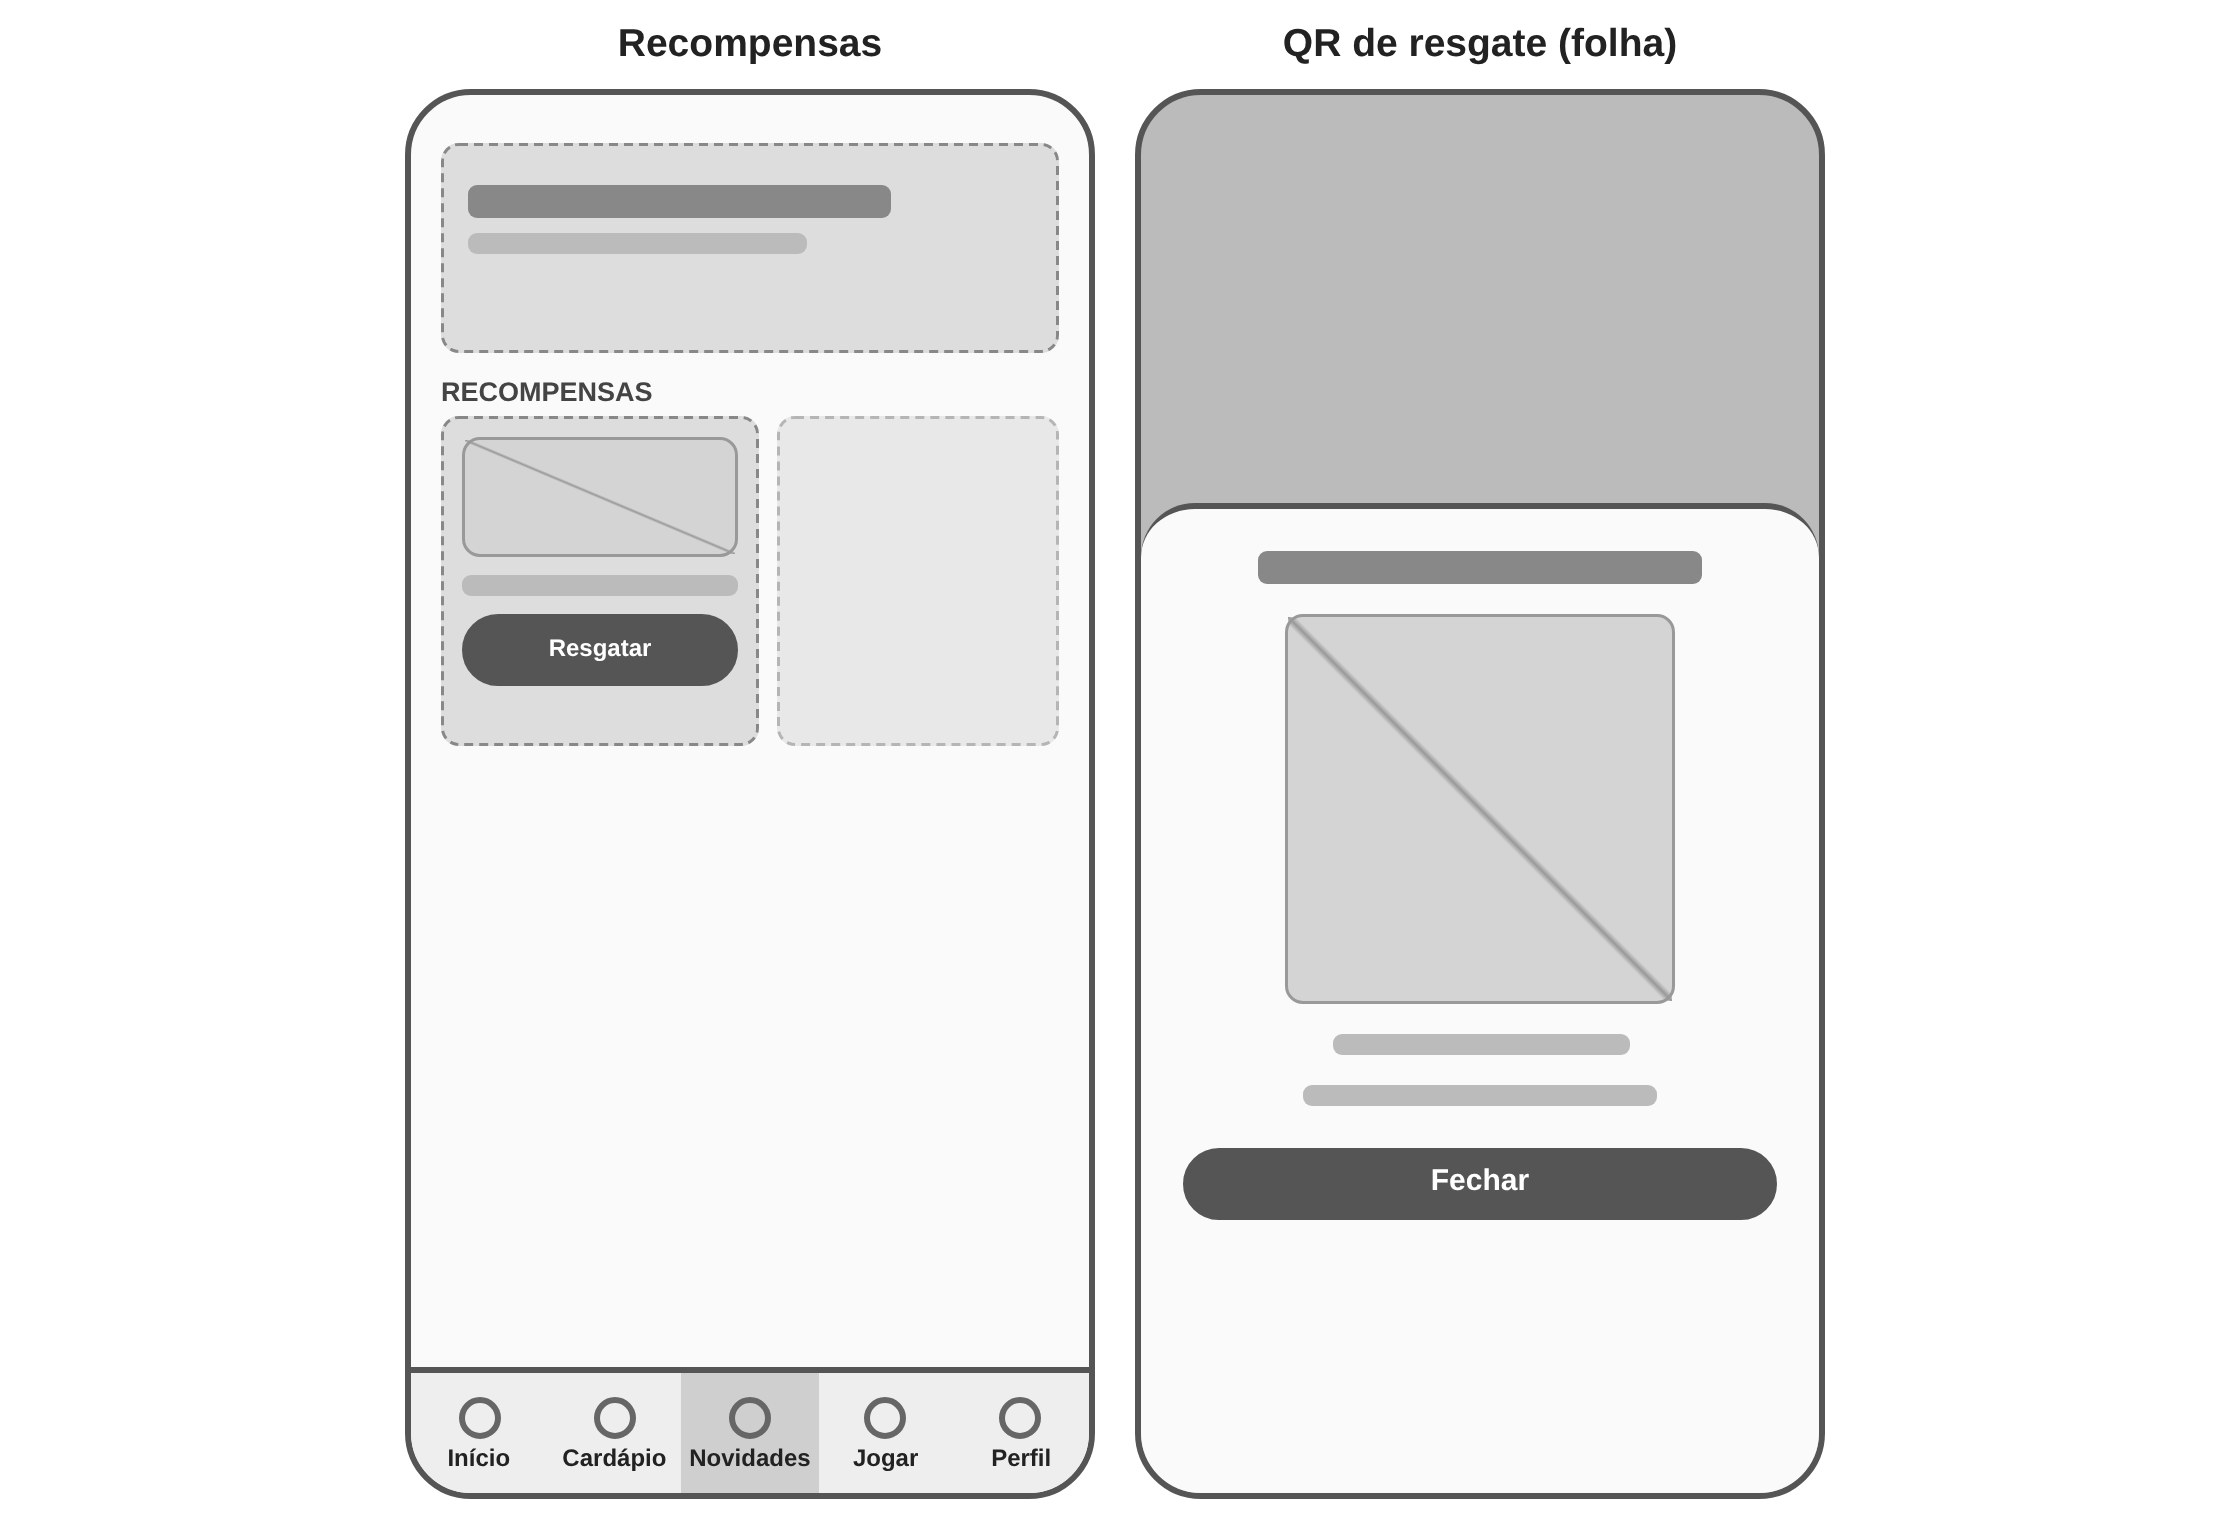 Recompensas
QR de resgate (folha)
RECOMPENSAS
Resgatar
Fechar
Início
Cardápio
Novidades
Jogar
Perfil